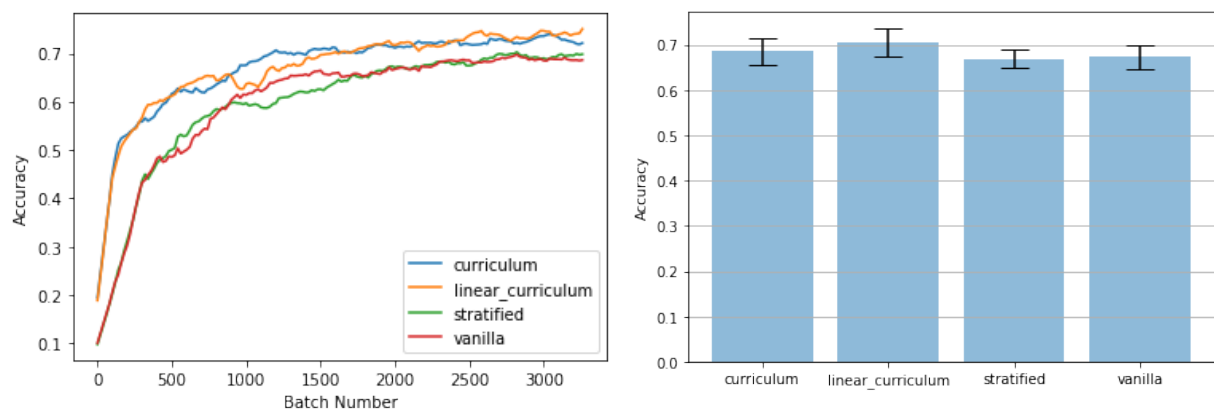 Accuracy
0.7
0.6
0.5
0.4
0.3
0.2
0.1
0
500
1000
1500
2000
2500
3000
Batch Number
curriculum
linear_curriculum
stratified
vanilla
Accuracy
0.7
0.6
0.5
0.4
0.3
0.2
0.1
0.0
curriculum
linear_curriculum
stratified
vanilla